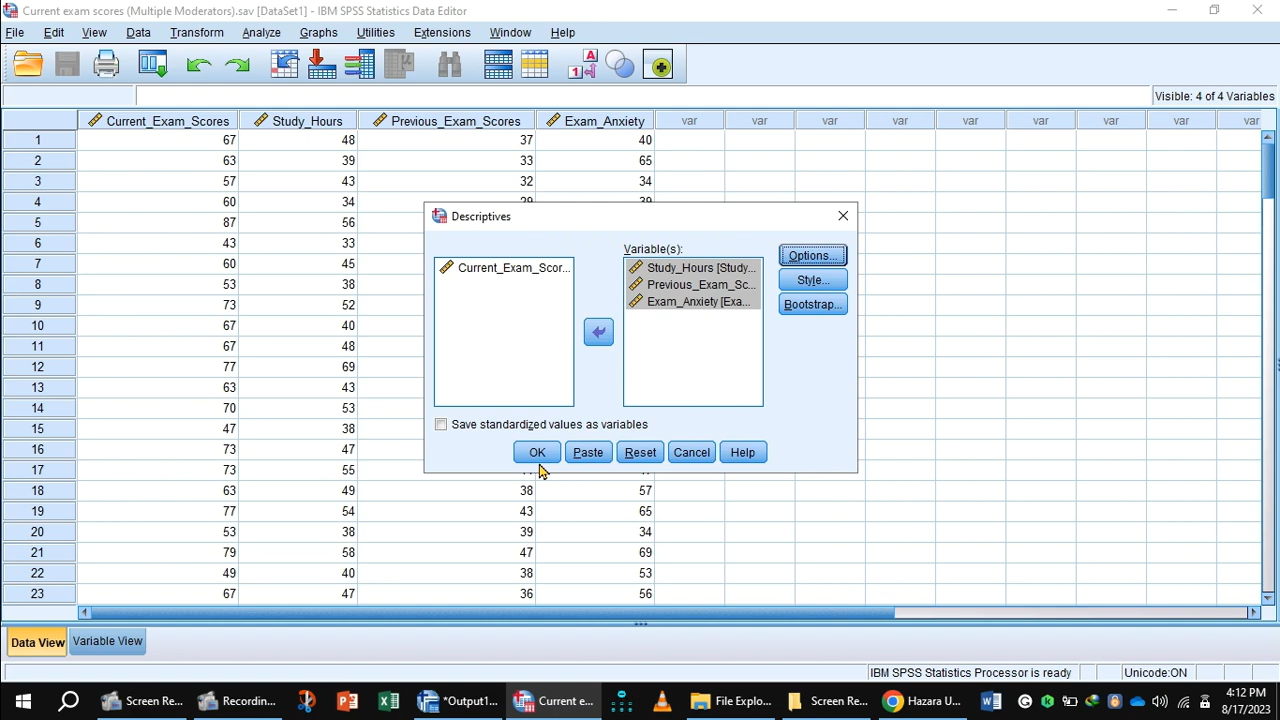 Current exam scores (Multiple Moderators).sav [DataSet1] - IBM SPSS Statistics Data Editor
File Edit View Data Transform Analyze Graphs Utilities Extensions Window Help
Visible: 4 of 4 Variables
Current_Exam_Scores Study_Hours Previous_Exam_Scores Exam_Anxiety var var var var var var var
1 67 48 37 40
2 63 39 33 65
3 57 43 32 34
4 60 34 29 39
5 87 56
6 43 33
7 60 45
8 53 38
9 73 52
10 67 40
11 67 48
12 77 69
13 63 43
14 70 53
15 47 38
16 73 47
17 73 55
18 63 49 38 57
19 77 54 43 65
20 53 38 39 34
21 79 58 47 69
22 49 40 38 53
23 67 47 36 56
Descriptives
Variable(s):
Current_Exam_Scor...
Study_Hours [Study...
Previous_Exam_Sc...
Exam_Anxiety [Exa...
Options...
Style...
Bootstrap...
Save standardized values as variables
OK Paste Reset Cancel Help
Data View Variable View
IBM SPSS Statistics Processor is ready Unicode:ON
Screen Re... Recordin... *Output1... Current e... File Explo... Screen Re... Hazara U...
4:12 PM
8/17/2023